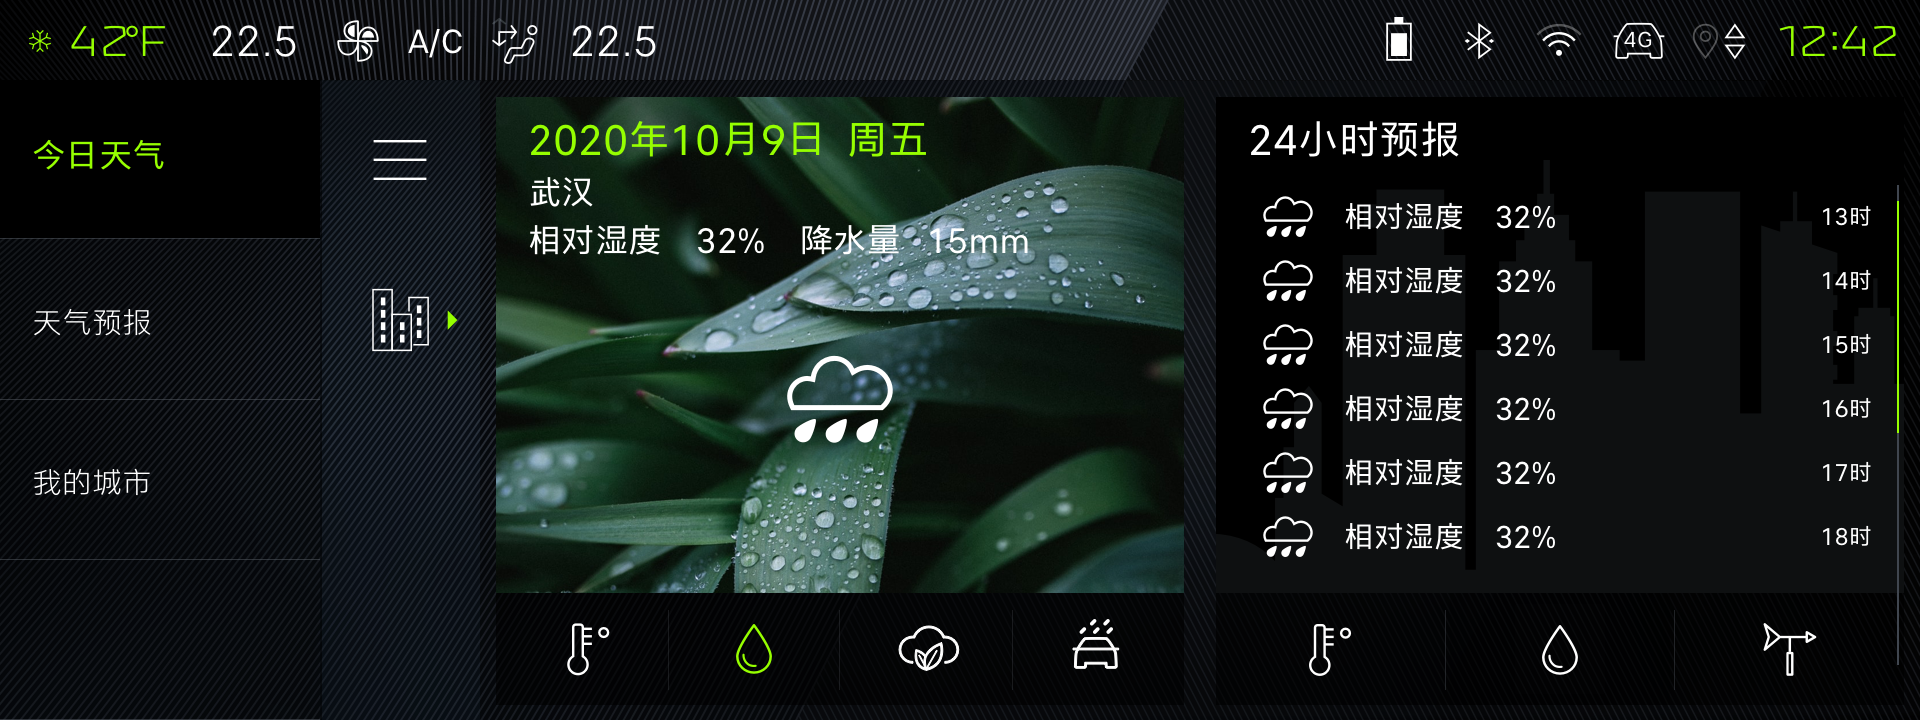 42°F 22.5 A/C 22.5 4G 12:42
今日天气
天气预报
我的城市
2020年10月9日 周五
武汉
相对湿度 32% 降水量 15mm
24小时预报
相对湿度 32% 13时
相对湿度 32% 14时
相对湿度 32% 15时
相对湿度 32% 16时
相对湿度 32% 17时
相对湿度 32% 18时